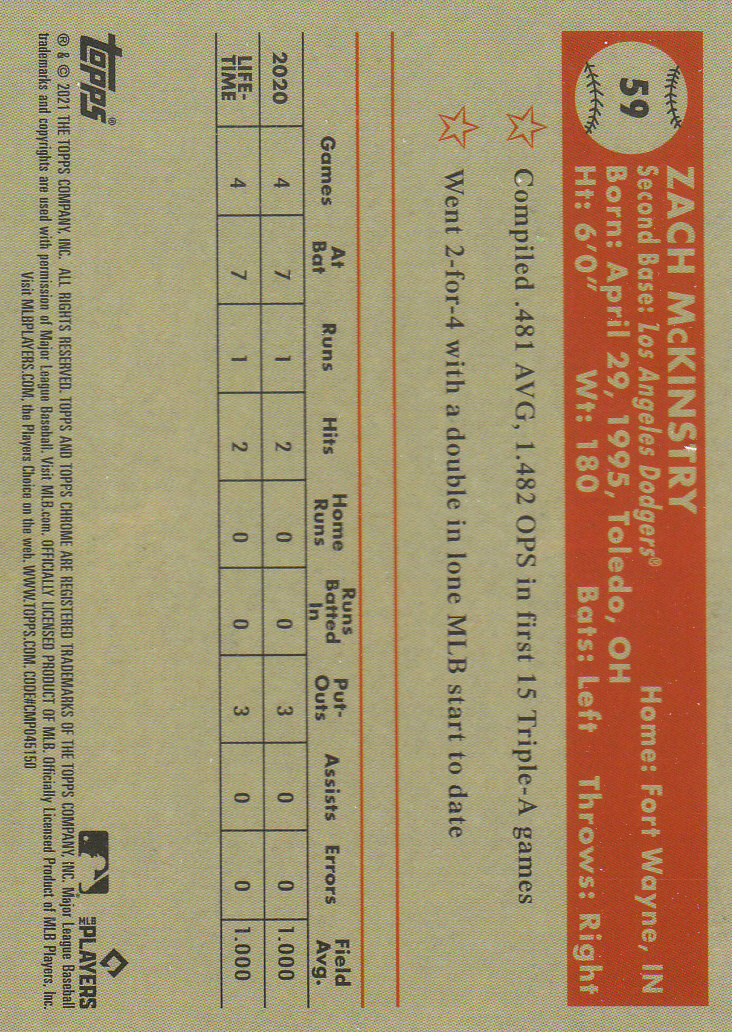 59
ZACH McKINSTRY
Second Base: Los Angeles Dodgers® Home: Fort Wayne, IN
Born: April 29, 1995, Toledo, OH
Ht: 6'0" Wt: 180 Bats: Left Throws: Right
Compiled .481 AVG, 1.482 OPS in first 15 Triple-A games
Went 2-for-4 with a double in lone MLB start to date
Games At Bat Runs Hits Home Runs Runs Batted In Put-Outs Assists Errors Field Avg.
2020 4 7 1 2 0 0 3 0 0 1.000
LIFE-TIME 4 7 1 2 0 0 3 0 0 1.000
topps®
MLB PLAYERS
® & © 2021 THE TOPPS COMPANY, INC. ALL RIGHTS RESERVED. TOPPS AND TOPPS CHROME ARE REGISTERED TRADEMARKS OF THE TOPPS COMPANY, INC. Major League Baseball
trademarks and copyrights are used with permission of Major League Baseball. Visit MLB.com. OFFICIALLY LICENSED PRODUCT OF MLB. Officially Licensed Product of MLB Players, Inc.
Visit MLBPLAYERS.COM, the Players Choice on the web. WWW.TOPPS.COM. CODE#CMP045150